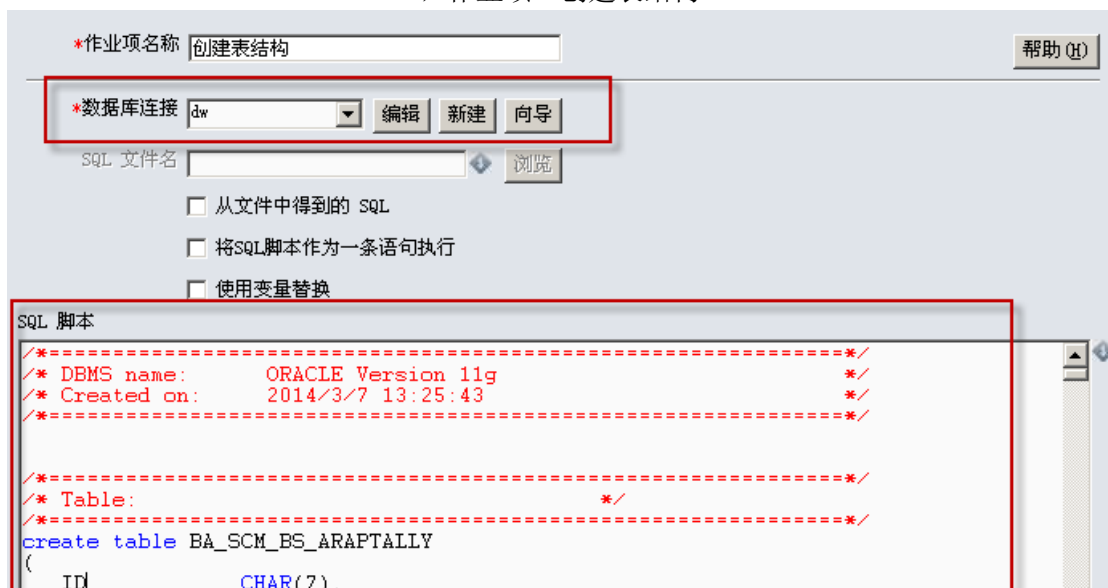 *作业项名称 创建表结构 帮助(H)
*数据库连接 dw 编辑 新建 向导
SQL 文件名 浏览
从文件中得到的 SQL
将SQL脚本作为一条语句执行
使用变量替换
SQL 脚本
/*==============================================================*/
/* DBMS name:      ORACLE Version 11g                           */
/* Created on:     2014/3/7 13:25:43                            */
/*==============================================================*/
/*==============================================================*/
/* Table:                                    */
/*==============================================================*/
create table BA_SCM_BS_ARAPTALLY
(
ID CHAR(7),